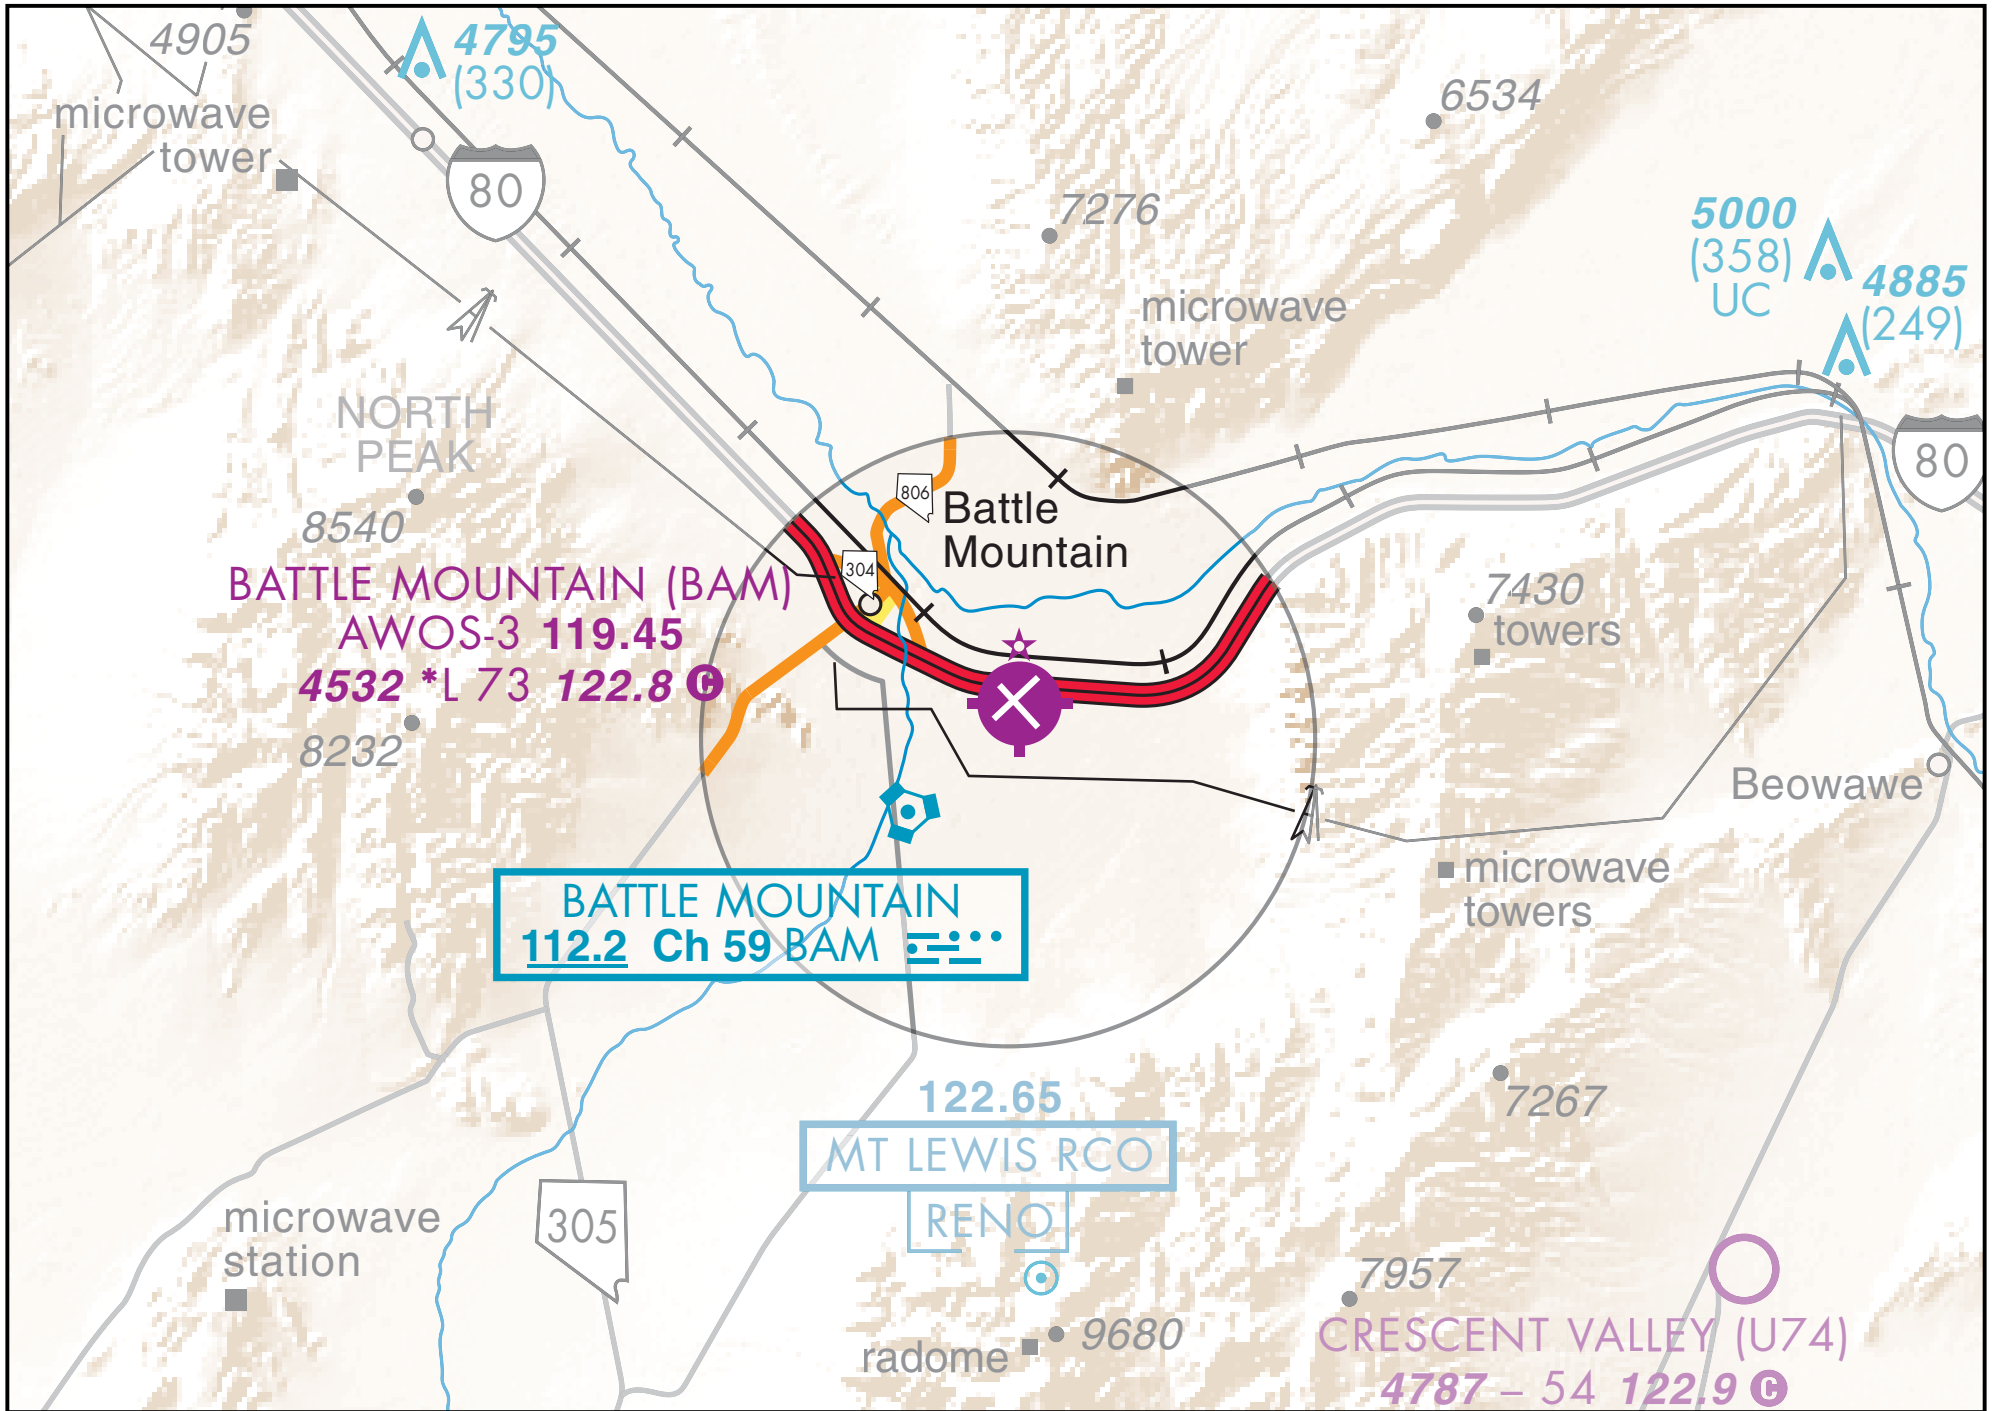 4905
4795
(330)
microwave
tower
80
6534
7276
5000
(358)
UC
4885
(249)
microwave
tower
NORTH
PEAK
8540
80
806
Battle
Mountain
304
BATTLE MOUNTAIN (BAM)
AWOS-3 119.45
4532 *L 73 122.8 C
8232
7430
towers
Beowawe
microwave
towers
BATTLE MOUNTAIN
112.2 Ch 59 BAM
122.65
MT LEWIS RCO
RENO
7267
microwave
station
305
7957
9680
radome
CRESCENT VALLEY (U74)
4787 – 54 122.9 C